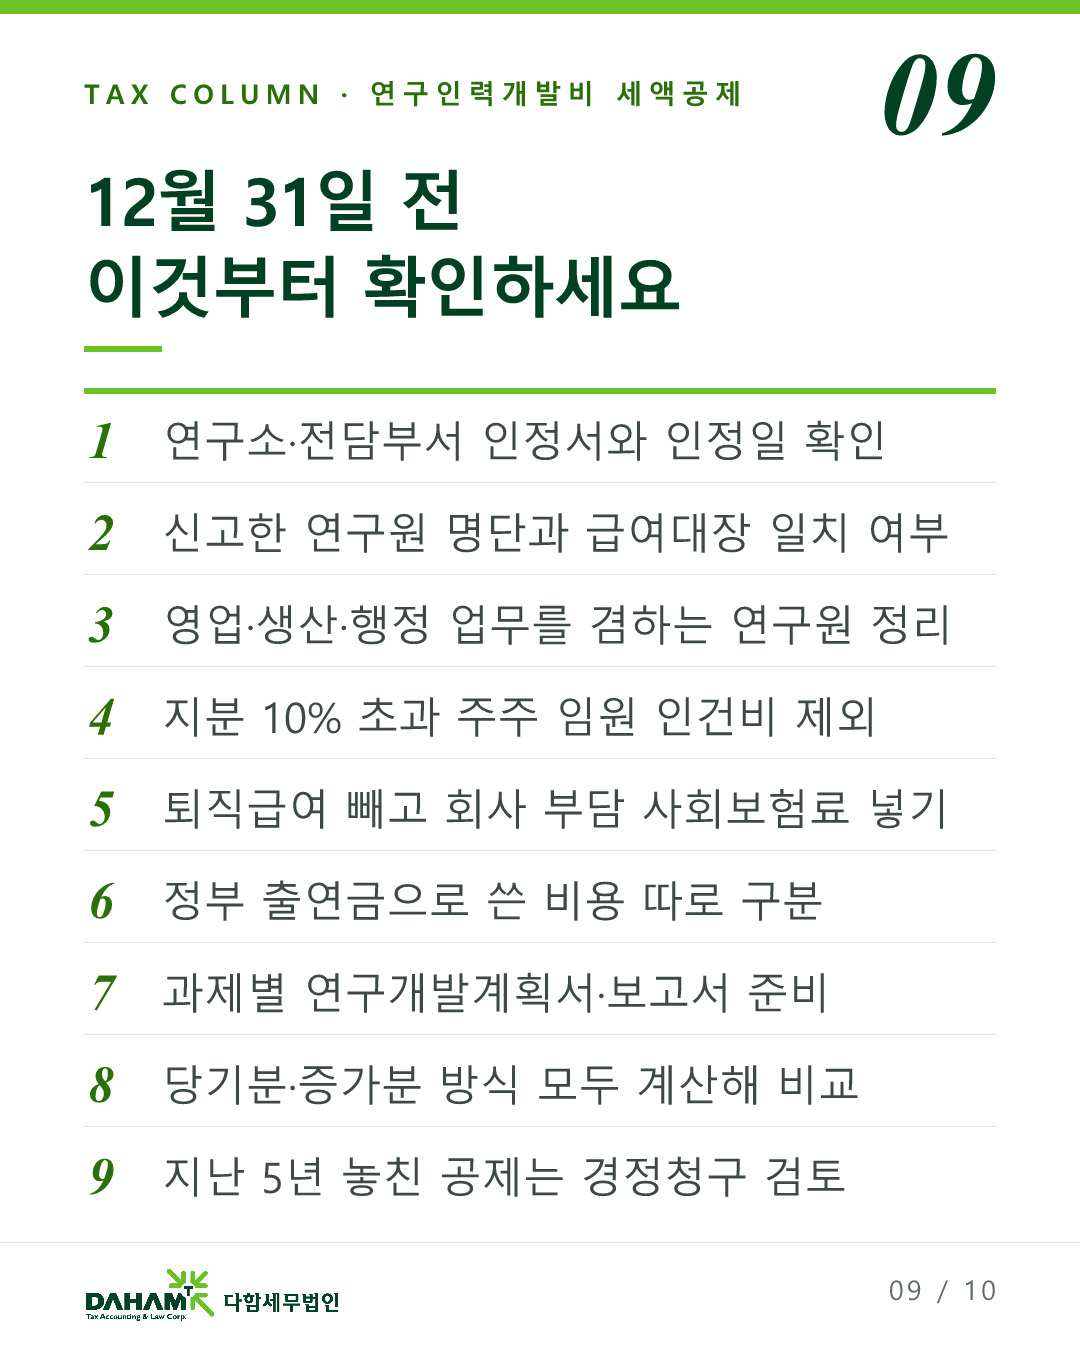 TAX COLUMN · 연구인력개발비 세액공제
09
12월 31일 전
이것부터 확인하세요
1 연구소·전담부서 인정서와 인정일 확인
2 신고한 연구원 명단과 급여대장 일치 여부
3 영업·생산·행정 업무를 겸하는 연구원 정리
4 지분 10% 초과 주주 임원 인건비 제외
5 퇴직급여 빼고 회사 부담 사회보험료 넣기
6 정부 출연금으로 쓴 비용 따로 구분
7 과제별 연구개발계획서·보고서 준비
8 당기분·증가분 방식 모두 계산해 비교
9 지난 5년 놓친 공제는 경정청구 검토
DAHAM T 다함세무법인
Tax Accounting & Law Corp.
09 / 10